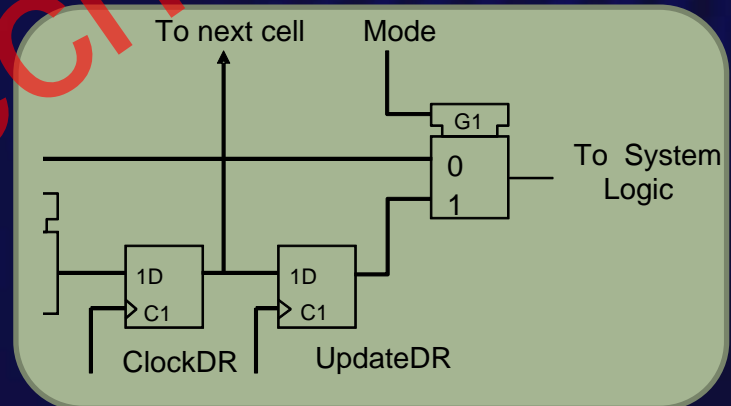 To next cell
Mode
G1
0
To System
Logic
1
1D
1D
C1
C1
ClockDR
UpdateDR